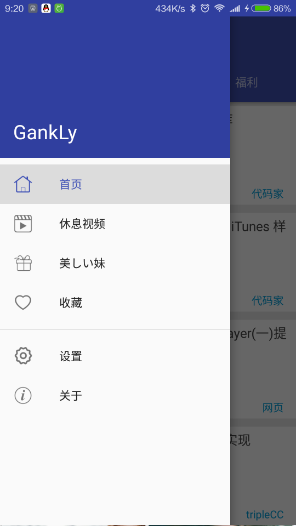 9:20 434K/s 86%
福利
GankLy
首页
代码家
休息视频
iTunes 样
美しい妹
收藏
代码家
ayer(一)提
设置
关于
网页
实现
tripleCC